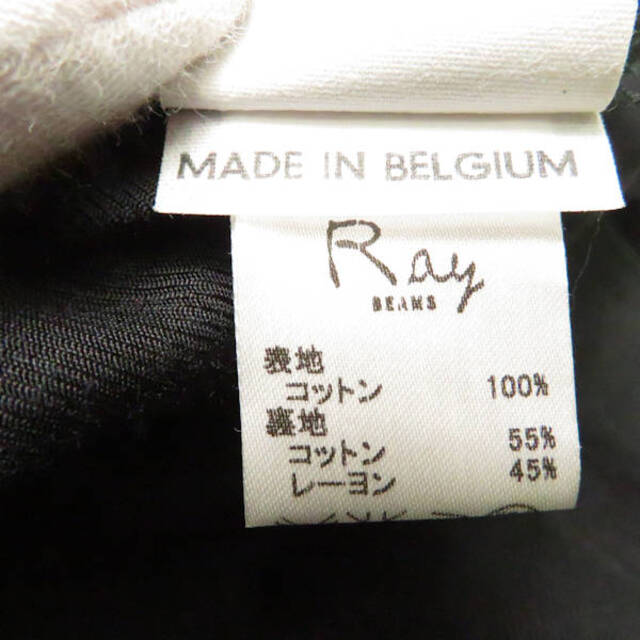 MADE IN BELGIUM
Ray
BEAMS
表地
コットン 100%
裏地
コットン 55%
レーヨン 45%